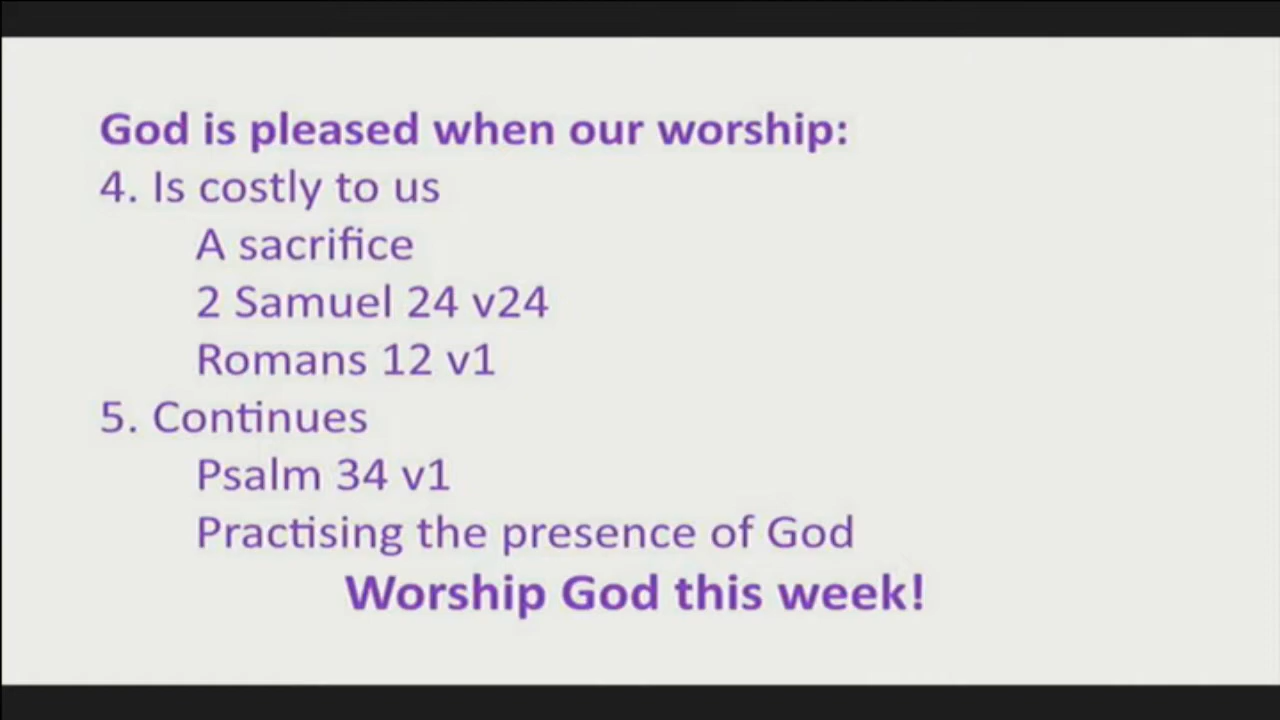 God is pleased when our worship:
4. Is costly to us
A sacrifice
2 Samuel 24 v24
Romans 12 v1
5. Continues
Psalm 34 v1
Practising the presence of God
Worship God this week!